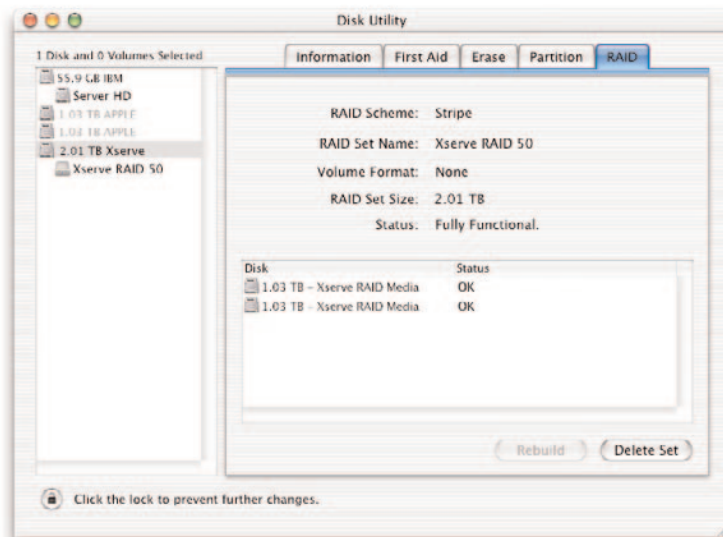 Disk Utility
1 Disk and 0 Volumes Selected
Information
First Aid
Erase
Partition
RAID
55.9 GB IBM
Server HD
1.03 TB APPLE
1.03 TB APPLE
2.01 TB Xserve
Xserve RAID 50
RAID Scheme: Stripe
RAID Set Name: Xserve RAID 50
Volume Format: None
RAID Set Size: 2.01 TB
Status: Fully Functional.
Disk Status
1.03 TB – Xserve RAID Media OK
1.03 TB – Xserve RAID Media OK
Rebuild
Delete Set
Click the lock to prevent further changes.